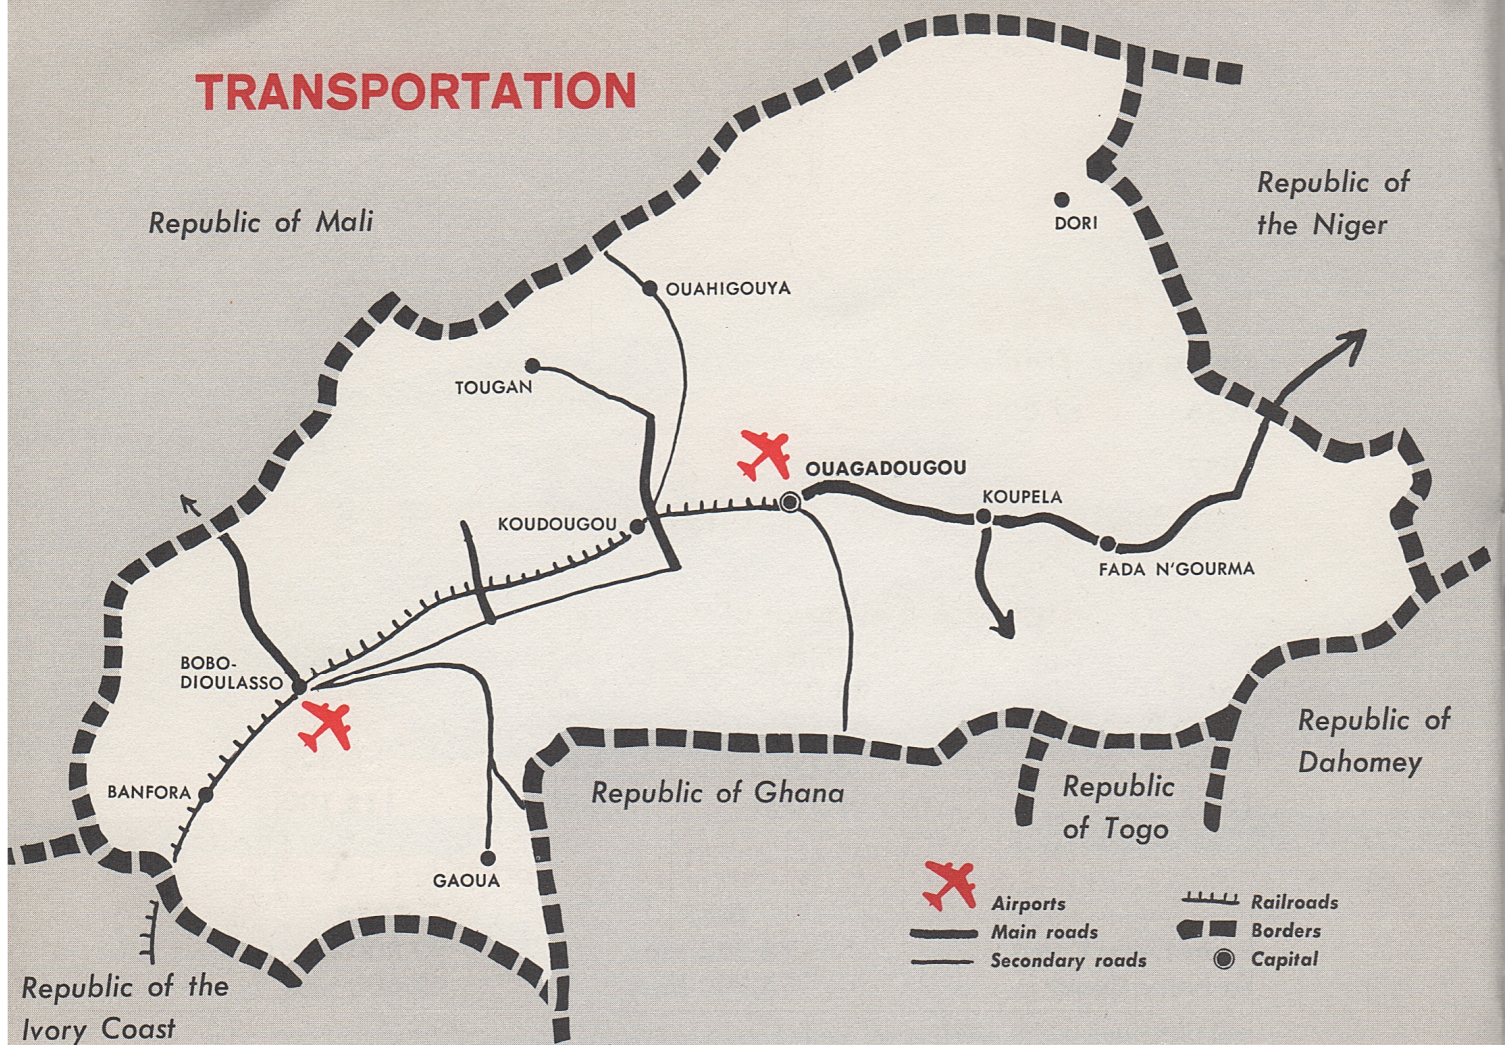 TRANSPORTATION
Republic of Mali
Republic of
the Niger
DORI
OUAHIGOUYA
TOUGAN
OUAGADOUGOU
KOUPELA
KOUDOUGOU
FADA N'GOURMA
BOBO-
DIOULASSO
BANFORA
GAOUA
Republic of
Dahomey
Republic of Ghana
Republic
of Togo
Airports
Main roads
Secondary roads
Railroads
Borders
Capital
Republic of the
Ivory Coast